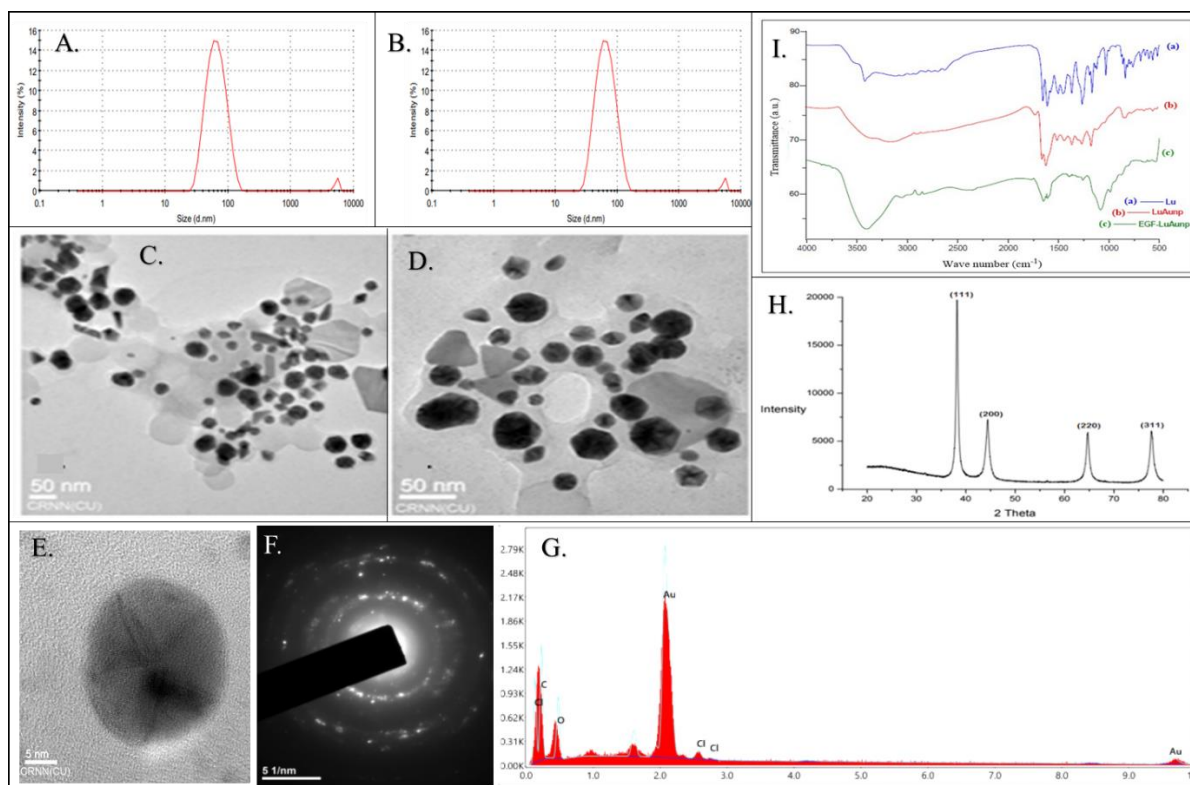 A.
16
14
12
10
8
6
4
2
0
Intensity (%)
0.1 1 10 100 1000 10000
Size (d.nm)
B.
16
14
12
10
8
6
4
2
0
Intensity (%)
0.1 1 10 100 1000 10000
Size (d.nm)
I.
90
80
70
60
Transmittance (a.u.)
(a)
(b)
(c)
(a) Lu
(b) LuAunp
(c) EGF-LuAunp
4000 3500 3000 2500 2000 1500 1000 500
Wave number (cm⁻¹)
C.
50 nm
CRNN(CU)
D.
50 nm
CRNN(CU)
H.
20000
15000
10000
5000
0
Intensity
(111)
(200)
(220)
(311)
20 30 40 50 60 70 80
2 Theta
E.
5 nm
CRNN(CU)
F.
5 1/nm
G.
2.79K
2.48K
2.17K
1.86K
1.55K
1.24K
0.93K
0.62K
0.31K
0.00K
C
Cl
O
Au
Cl
Cl
Au
0.0 1.0 2.0 3.0 4.0 5.0 6.0 7.0 8.0 9.0